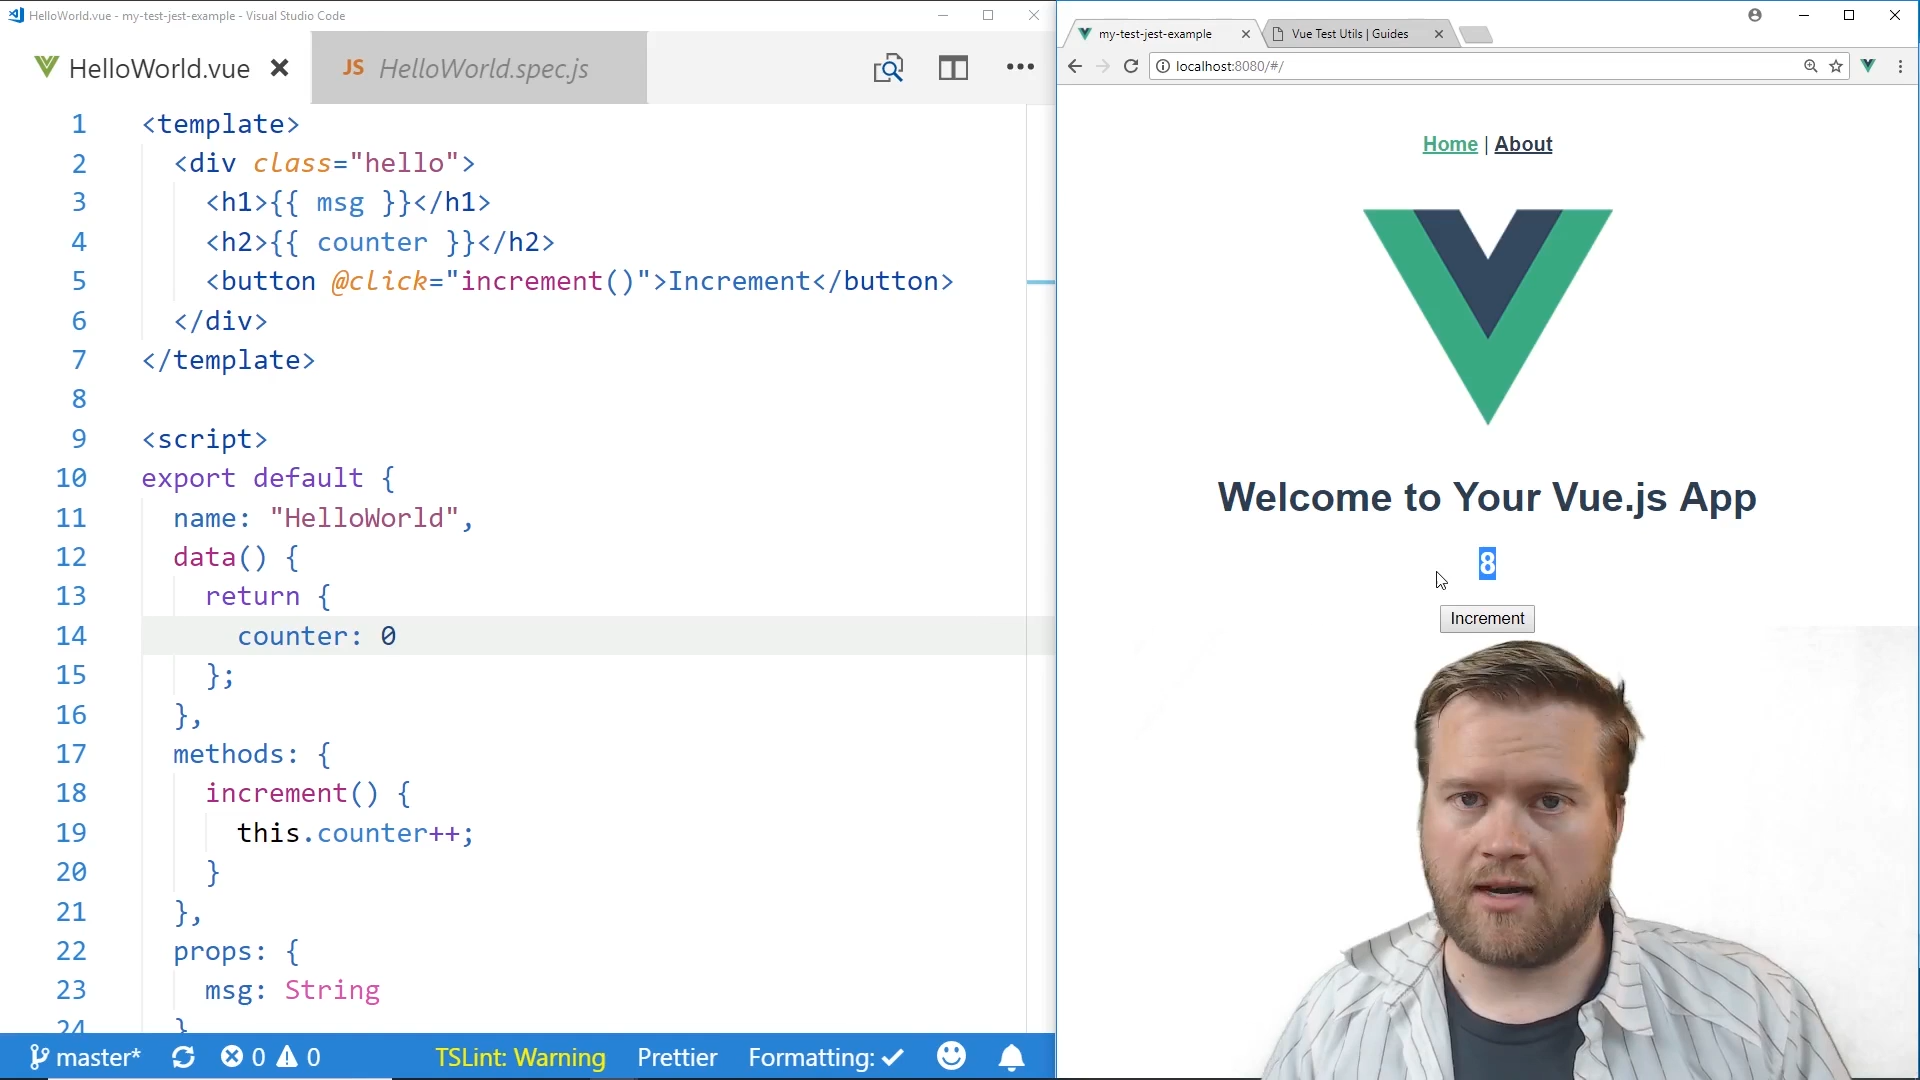 HelloWorld.vue - my-test-jest-example - Visual Studio Code
HelloWorld.vue
JS HelloWorld.spec.js
1 <template>
2 <div class="hello">
3 <h1>{{ msg }}</h1>
4 <h2>{{ counter }}</h2>
5 <button @click="increment()">Increment</button>
6 </div>
7 </template>
8
9 <script>
10 export default {
11 name: "HelloWorld",
12 data() {
13 return {
14 counter: 0
15 };
16 },
17 methods: {
18 increment() {
19 this.counter++;
20 }
21 },
22 props: {
23 msg: String
24 }
master* 0 0 TSLint: Warning Prettier Formatting:
my-test-jest-example
Vue Test Utils | Guides
localhost:8080/#/
Home | About
Welcome to Your Vue.js App
8
Increment